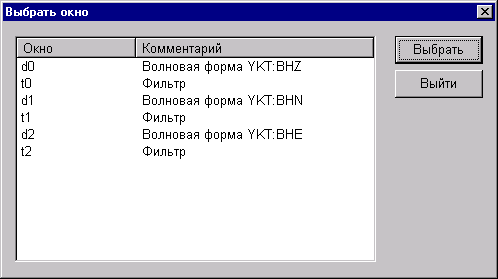 Выбрать окно
Окно Комментарий
d0 Волновая форма YKT:BHZ
t0 Фильтр
d1 Волновая форма YKT:BHN
t1 Фильтр
d2 Волновая форма YKT:BHE
t2 Фильтр
Выбрать
Выйти